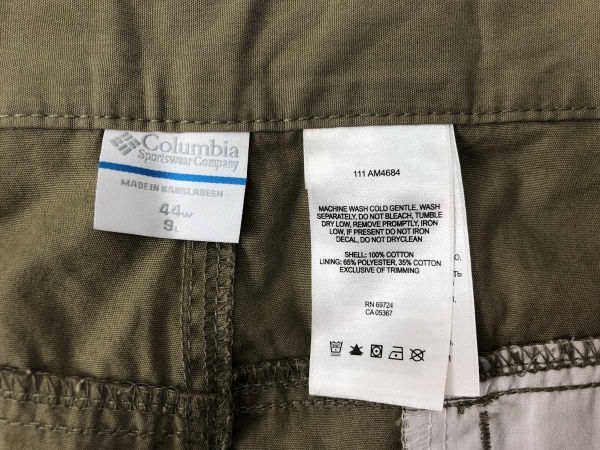 Columbia
Sportswear Company
MADE IN BANGLADESH
44W
9L
111 AM4684
MACHINE WASH COLD GENTLE, WASH
SEPARATELY, DO NOT BLEACH, TUMBLE
DRY LOW, REMOVE PROMPTLY, IRON
LOW, IF PRESENT DO NOT IRON
DECAL, DO NOT DRYCLEAN
SHELL: 100% COTTON
LINING: 65% POLYESTER, 35% COTTON
EXCLUSIVE OF TRIMMING
RN 69724
CA 05367